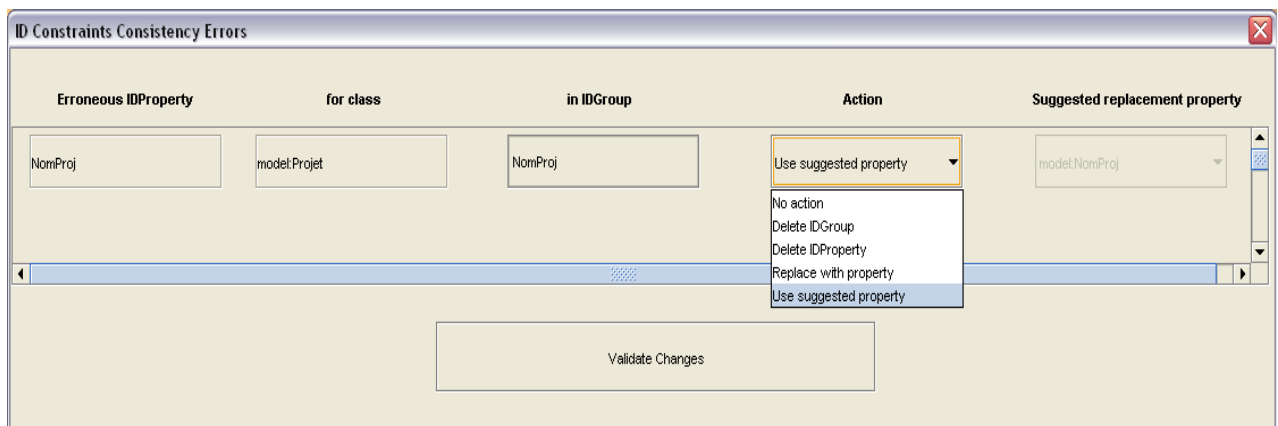 ID Constraints Consistency Errors
Erroneous IDProperty for class in IDGroup Action Suggested replacement property
NomProj model:Projet NomProj Use suggested property model:NomProj
No action
Delete IDGroup
Delete IDProperty
Replace with property
Use suggested property
Validate Changes